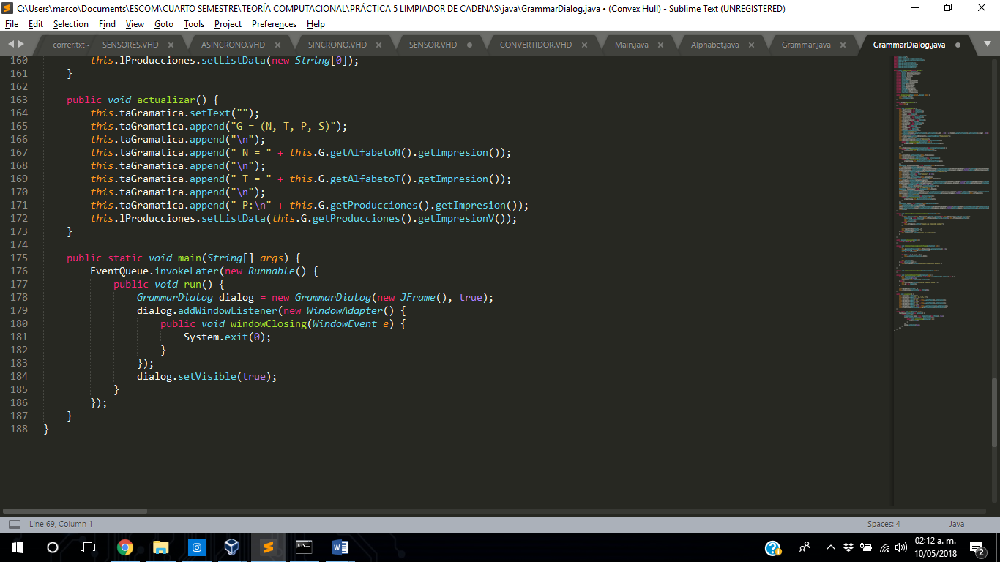 C:\Users\marco\Documents\ESCOM\CUARTO SEMESTRE\TEORÍA COMPUTACIONAL\PRÁCTICA 5 LIMPIADOR DE CADENAS\java\GrammarDialog.java • (Convex Hull) - Sublime Text (UNREGISTERED)
File Edit Selection Find View Goto Tools Project Preferences Help
correr.txt~ SENSORES.VHD ASINCRONO.VHD SINCRONO.VHD SENSOR.VHD CONVERTIDOR.VHD Main.java Alphabet.java Grammar.java GrammarDialog.java
160         this.lProducciones.setListData(new String[0]);
161     }
162
163     public void actualizar() {
164         this.taGramatica.setText("");
165         this.taGramatica.append("G = (N, T, P, S)");
166         this.taGramatica.append("\n");
167         this.taGramatica.append(" N = " + this.G.getAlfabetoN().getImpresion());
168         this.taGramatica.append("\n");
169         this.taGramatica.append(" T = " + this.G.getAlfabetoT().getImpresion());
170         this.taGramatica.append("\n");
171         this.taGramatica.append(" P:\n" + this.G.getProducciones().getImpresion());
172         this.lProducciones.setListData(this.G.getProducciones().getImpresionV());
173     }
174
175     public static void main(String[] args) {
176         EventQueue.invokeLater(new Runnable() {
177             public void run() {
178                 GrammarDialog dialog = new GrammarDialog(new JFrame(), true);
179                 dialog.addWindowListener(new WindowAdapter() {
180                     public void windowClosing(WindowEvent e) {
181                         System.exit(0);
182                     }
183                 });
184                 dialog.setVisible(true);
185             }
186         });
187     }
188 }
Line 69, Column 1 Spaces: 4 Java
02:12 a. m.
10/05/2018
2